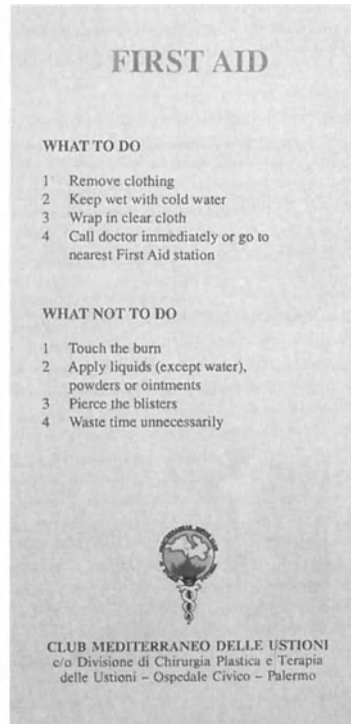 FIRST AID
WHAT TO DO
1 Remove clothing
2 Keep wet with cold water
3 Wrap in clear cloth
4 Call doctor immediately or go to
nearest First Aid station
WHAT NOT TO DO
1 Touch the burn
2 Apply liquids (except water),
powders or ointments
3 Pierce the blisters
4 Waste time unnecessarily
CLUB MEDITERRANEO DELLE USTIONI
c/o Divisione di Chirurgia Plastica e Terapia
delle Ustioni – Ospedale Civico – Palermo